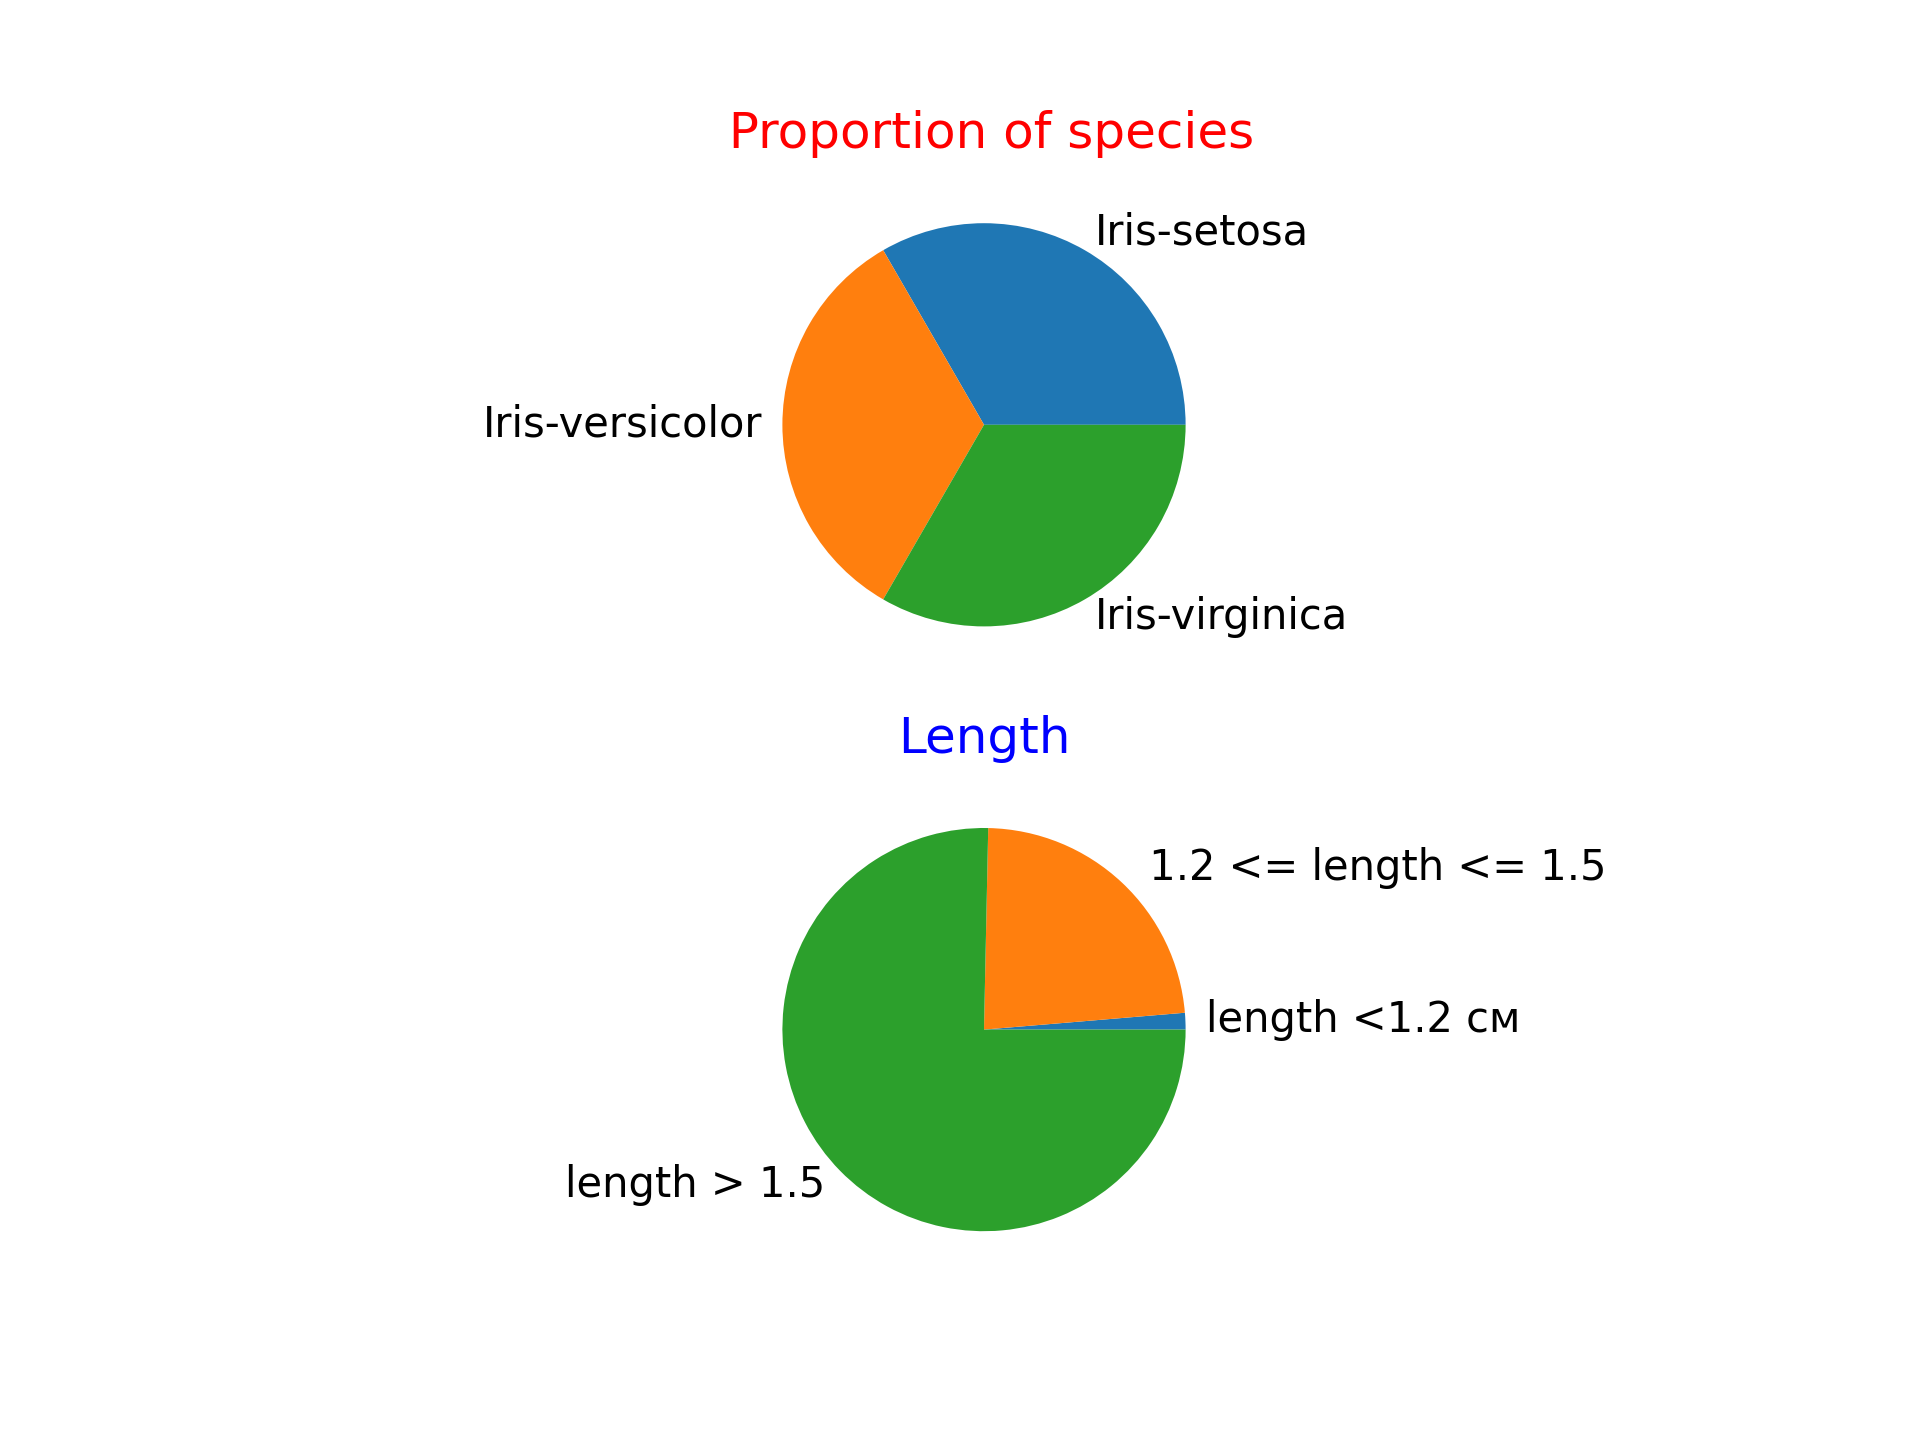 Proportion of species
Iris-setosa
Iris-versicolor
Iris-virginica
Length
1.2 <= length <= 1.5
length <1.2 см
length > 1.5